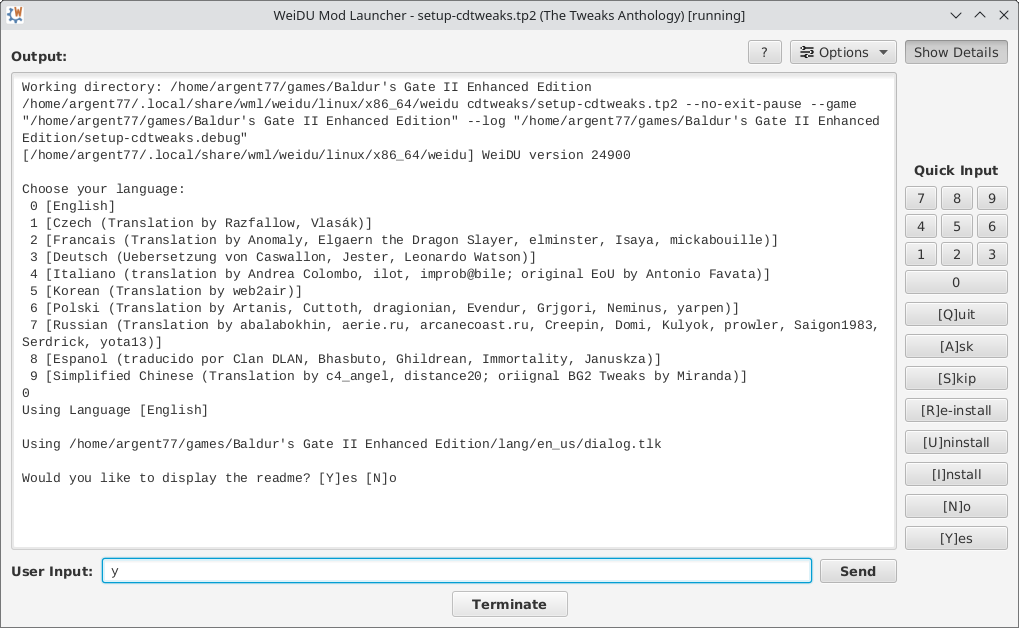 WeiDU Mod Launcher - setup-cdtweaks.tp2 (The Tweaks Anthology) [running]
Output:
?
Options
Show Details
Working directory: /home/argent77/games/Baldur's Gate II Enhanced Edition
/home/argent77/.local/share/wml/weidu/linux/x86_64/weidu cdtweaks/setup-cdtweaks.tp2 --no-exit-pause --game
"/home/argent77/games/Baldur's Gate II Enhanced Edition" --log "/home/argent77/games/Baldur's Gate II Enhanced
Edition/setup-cdtweaks.debug"
[/home/argent77/.local/share/wml/weidu/linux/x86_64/weidu] WeiDU version 24900
Choose your language:
0 [English]
1 [Czech (Translation by Razfallow, Vlasák)]
2 [Francais (Translation by Anomaly, Elgaern the Dragon Slayer, elminster, Isaya, mickabouille)]
3 [Deutsch (Uebersetzung von Caswallon, Jester, Leonardo Watson)]
4 [Italiano (translation by Andrea Colombo, ilot, improb@bile; original EoU by Antonio Favata)]
5 [Korean (Translation by web2air)]
6 [Polski (Translation by Artanis, Cuttoth, dragionian, Evendur, Grjgori, Neminus, yarpen)]
7 [Russian (Translation by abalabokhin, aerie.ru, arcanecoast.ru, Creepin, Domi, Kulyok, prowler, Saigon1983,
Serdrick, yota13)]
8 [Espanol (traducido por Clan DLAN, Bhasbuto, Ghildrean, Immortality, Januskza)]
9 [Simplified Chinese (Translation by c4_angel, distance20; oriignal BG2 Tweaks by Miranda)]
0
Using Language [English]
Using /home/argent77/games/Baldur's Gate II Enhanced Edition/lang/en_us/dialog.tlk
Would you like to display the readme? [Y]es [N]o
Quick Input
7 8 9
4 5 6
1 2 3
0
[Q]uit
[A]sk
[S]kip
[R]e-install
[U]ninstall
[I]nstall
[N]o
[Y]es
User Input:
y
Send
Terminate